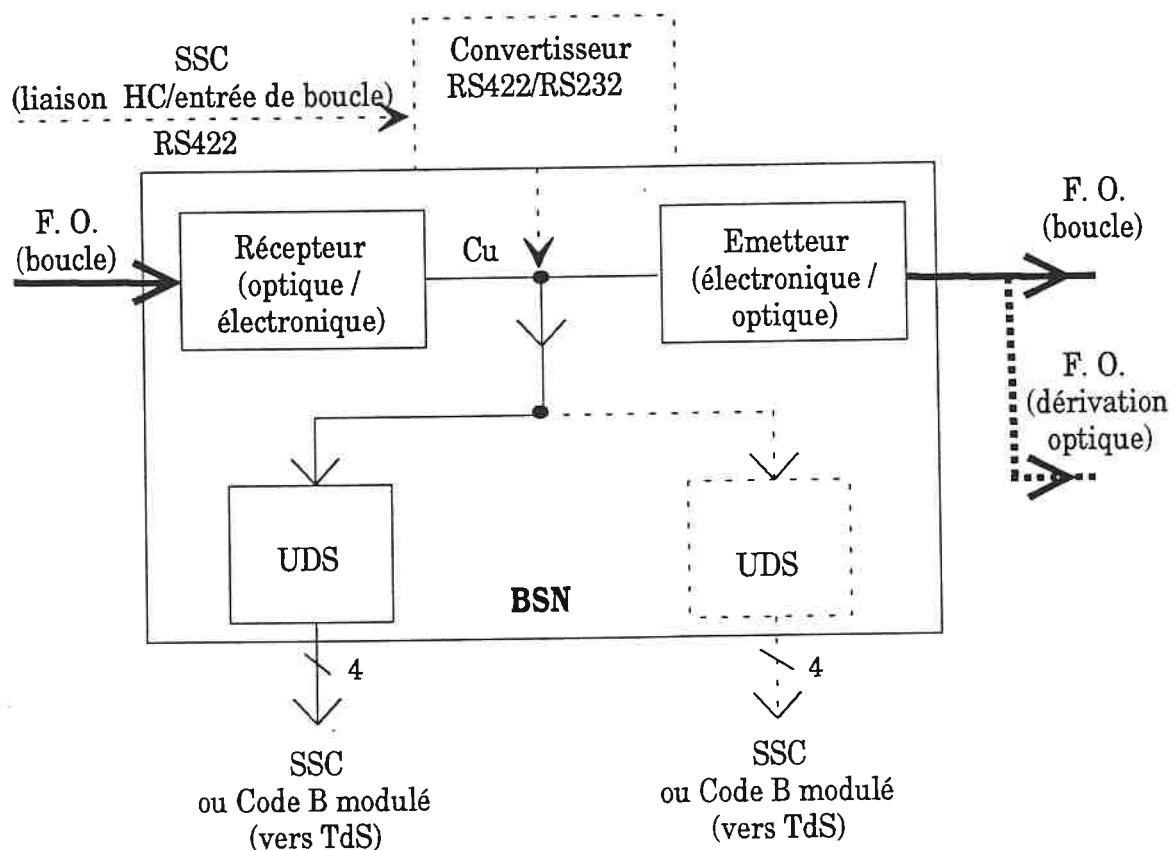 SSC
(liaison HC/entrée de boucle)
RS422
Convertisseur
RS422/RS232
F. O.
(boucle)
Récepteur
(optique /
électronique)
Cu
Emetteur
(électronique /
optique)
F. O.
(boucle)
F. O.
(dérivation
optique)
UDS
BSN
UDS
4
4
SSC
ou Code B modulé
(vers TdS)
SSC
ou Code B modulé
(vers TdS)